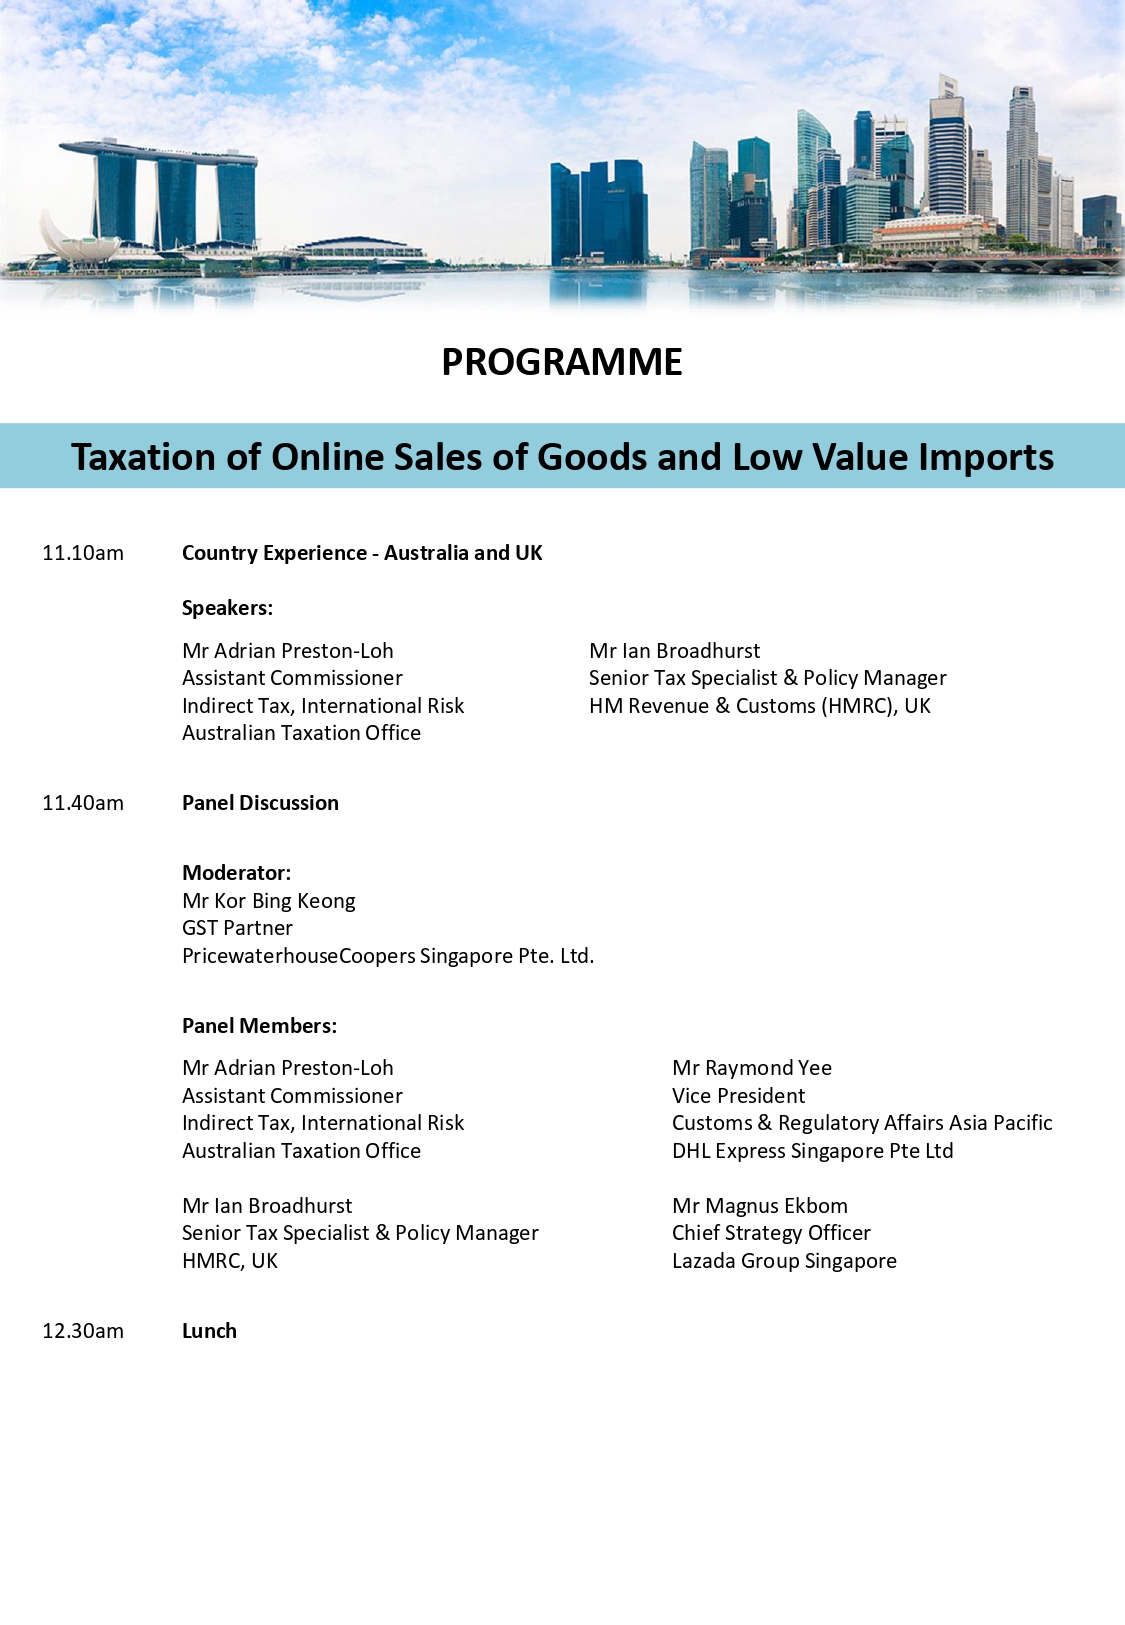 PROGRAMME
Taxation of Online Sales of Goods and Low Value Imports
11.10am Country Experience - Australia and UK
Speakers:
Mr Adrian Preston-Loh
Assistant Commissioner
Indirect Tax, International Risk
Australian Taxation Office
Mr Ian Broadhurst
Senior Tax Specialist & Policy Manager
HM Revenue & Customs (HMRC), UK
11.40am Panel Discussion
Moderator:
Mr Kor Bing Keong
GST Partner
PricewaterhouseCoopers Singapore Pte. Ltd.
Panel Members:
Mr Adrian Preston-Loh
Assistant Commissioner
Indirect Tax, International Risk
Australian Taxation Office
Mr Raymond Yee
Vice President
Customs & Regulatory Affairs Asia Pacific
DHL Express Singapore Pte Ltd
Mr Ian Broadhurst
Senior Tax Specialist & Policy Manager
HMRC, UK
Mr Magnus Ekbom
Chief Strategy Officer
Lazada Group Singapore
12.30am Lunch